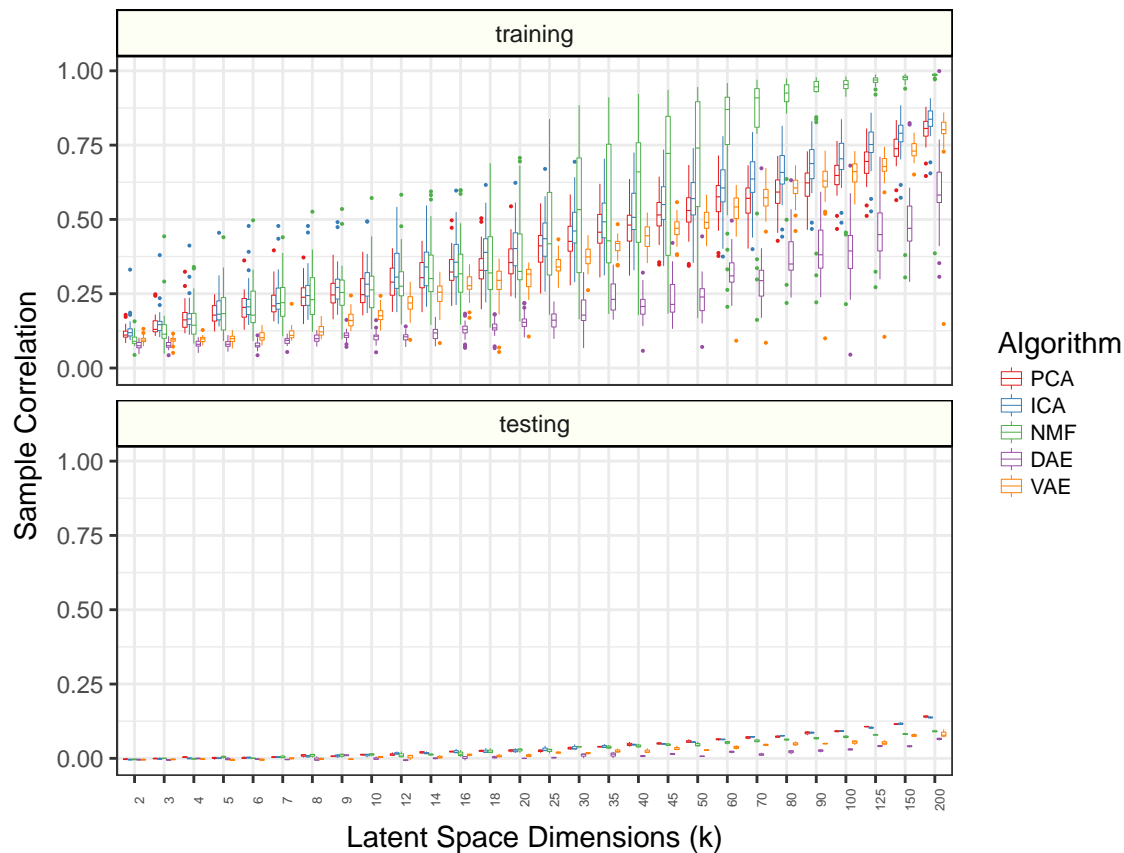 training
1.00
0.75
0.50
0.25
0.00
testing
1.00
0.75
0.50
0.25
0.00
Sample Correlation
2 3 4 5 6 7 8 9 10 12 14 16 18 20 25 30 35 40 45 50 60 70 80 90 100 125 150 200
Latent Space Dimensions (k)
Algorithm
PCA
ICA
NMF
DAE
VAE